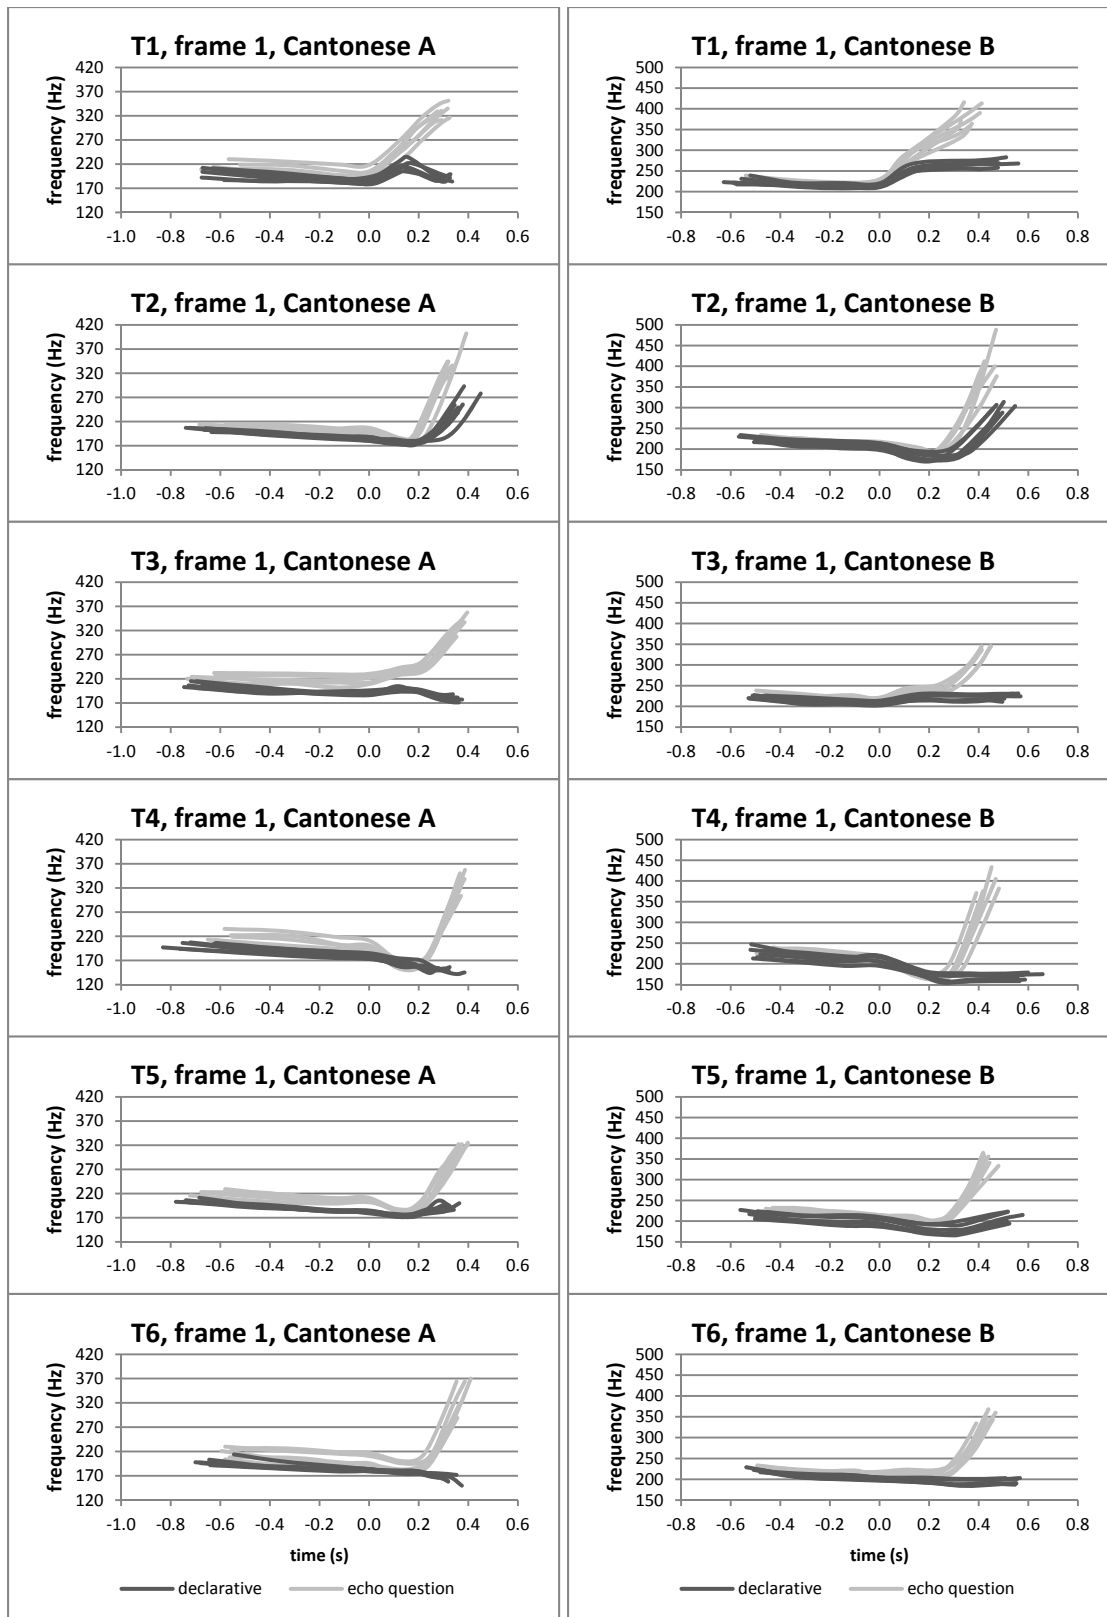 T1, frame 1, Cantonese A
frequency (Hz)
420
370
320
270
220
170
120
-1.0 -0.8 -0.6 -0.4 -0.2 0.0 0.2 0.4 0.6
T1, frame 1, Cantonese B
frequency (Hz)
500
450
400
350
300
250
200
150
-0.8 -0.6 -0.4 -0.2 0.0 0.2 0.4 0.6 0.8
T2, frame 1, Cantonese A
frequency (Hz)
420
370
320
270
220
170
120
-1.0 -0.8 -0.6 -0.4 -0.2 0.0 0.2 0.4 0.6
T2, frame 1, Cantonese B
frequency (Hz)
500
450
400
350
300
250
200
150
-0.8 -0.6 -0.4 -0.2 0.0 0.2 0.4 0.6 0.8
T3, frame 1, Cantonese A
frequency (Hz)
420
370
320
270
220
170
120
-1.0 -0.8 -0.6 -0.4 -0.2 0.0 0.2 0.4 0.6
T3, frame 1, Cantonese B
frequency (Hz)
500
450
400
350
300
250
200
150
-0.8 -0.6 -0.4 -0.2 0.0 0.2 0.4 0.6 0.8
T4, frame 1, Cantonese A
frequency (Hz)
420
370
320
270
220
170
120
-1.0 -0.8 -0.6 -0.4 -0.2 0.0 0.2 0.4 0.6
T4, frame 1, Cantonese B
frequency (Hz)
500
450
400
350
300
250
200
150
-0.8 -0.6 -0.4 -0.2 0.0 0.2 0.4 0.6 0.8
T5, frame 1, Cantonese A
frequency (Hz)
420
370
320
270
220
170
120
-1.0 -0.8 -0.6 -0.4 -0.2 0.0 0.2 0.4 0.6
T5, frame 1, Cantonese B
frequency (Hz)
500
450
400
350
300
250
200
150
-0.8 -0.6 -0.4 -0.2 0.0 0.2 0.4 0.6 0.8
T6, frame 1, Cantonese A
frequency (Hz)
420
370
320
270
220
170
120
-1.0 -0.8 -0.6 -0.4 -0.2 0.0 0.2 0.4 0.6
time (s)
declarative echo question
T6, frame 1, Cantonese B
frequency (Hz)
500
450
400
350
300
250
200
150
-0.8 -0.6 -0.4 -0.2 0.0 0.2 0.4 0.6 0.8
time (s)
declarative echo question